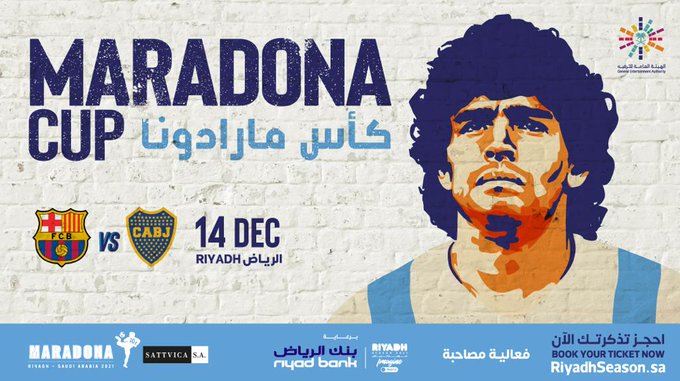 MARADONA
CUP كأس مارادونا
الهيئة العامة للترفيه
General Entertainment Authority
FCB
VS
CABJ
14 DEC
RIYADH الرياض
MARADONA
RIYADH - SAUDI ARABIA 2021
SATTVICA S.A.
برعاية
بنك الرياض
riyad bank
RIYADH
Imagine
فعالية مصاحبة
احجز تذكرتك الآن
BOOK YOUR TICKET NOW
RiyadhSeason.sa